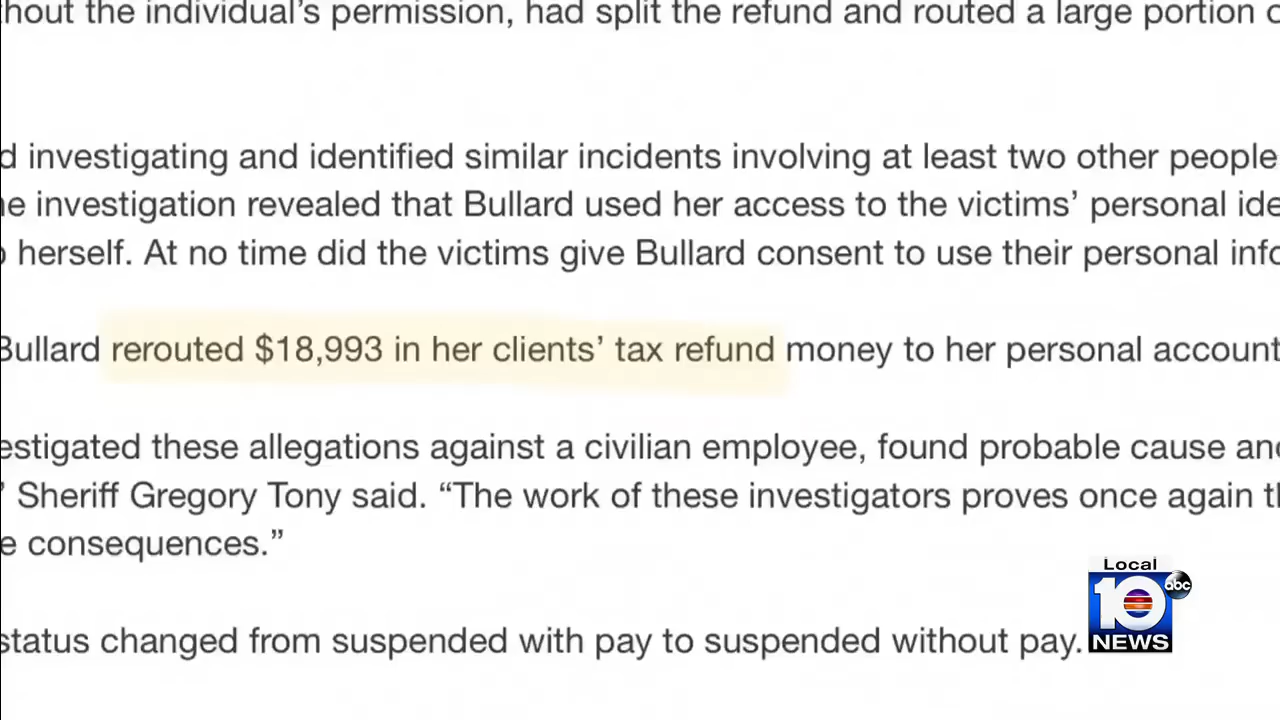 hout the individual’s permission, had split the refund and routed a large portion o
d investigating and identified similar incidents involving at least two other people
he investigation revealed that Bullard used her access to the victims’ personal ide
o herself. At no time did the victims give Bullard consent to use their personal info
Bullard rerouted $18,993 in her clients’ tax refund money to her personal account
estigated these allegations against a civilian employee, found probable cause and
” Sheriff Gregory Tony said. “The work of these investigators proves once again th
e consequences.”
status changed from suspended with pay to suspended without pay.
Local
10
abc
NEWS